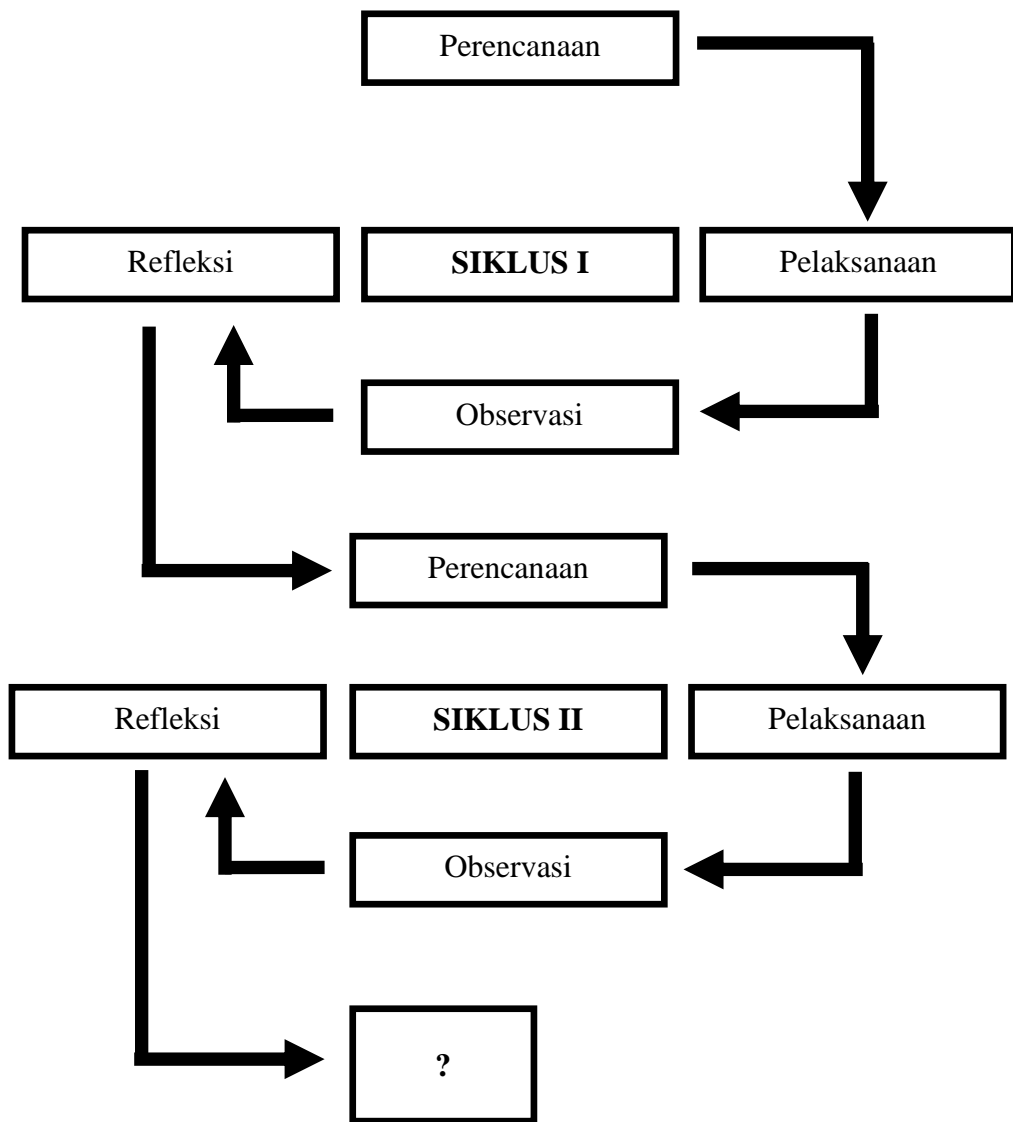 Perencanaan
Refleksi
SIKLUS I
Pelaksanaan
Observasi
Perencanaan
Refleksi
SIKLUS II
Pelaksanaan
Observasi
?